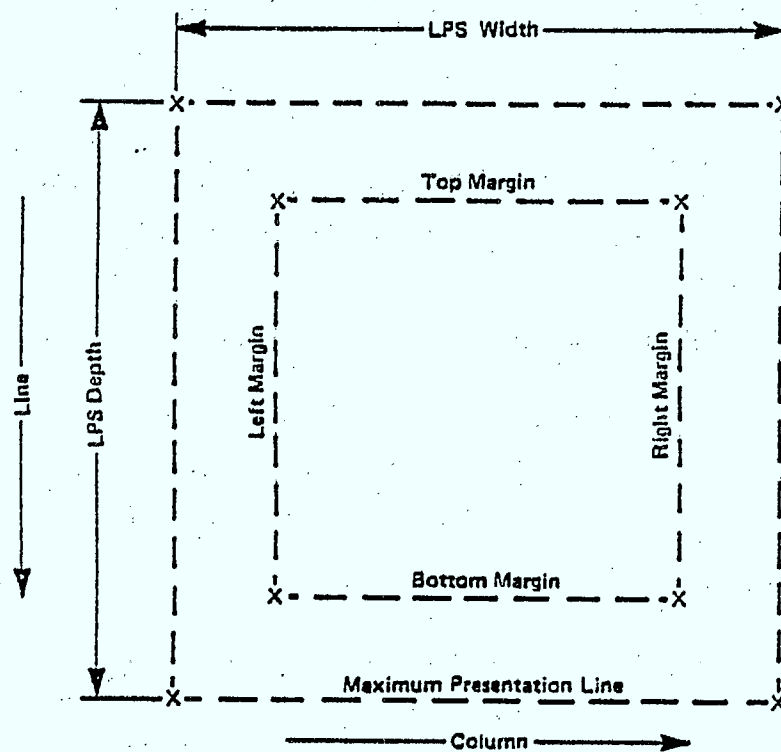 LPS Width
Top Margin
Line
LPS Depth
Left Margin
Right Margin
Bottom Margin
Maximum Presentation Line
Column